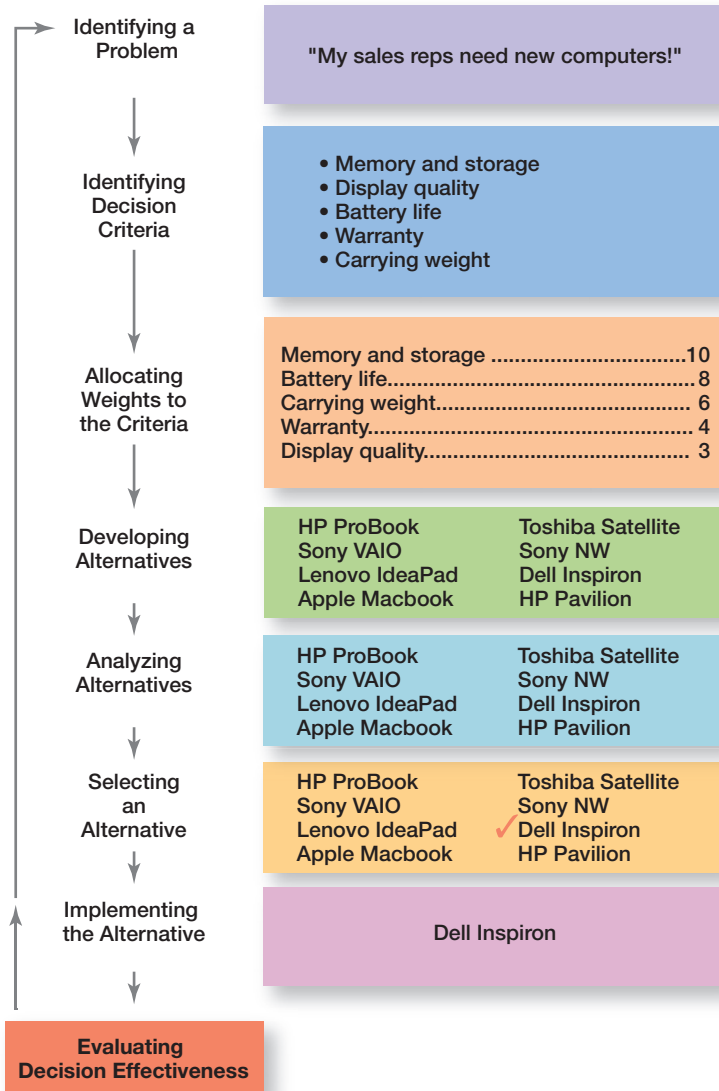 Identifying a
Problem
"My sales reps need new computers!"
Identifying
Decision
Criteria
• Memory and storage
• Display quality
• Battery life
• Warranty
• Carrying weight
Allocating
Weights to
the Criteria
Memory and storage ..................................10
Battery life...................................................... 8
Carrying weight............................................. 6
Warranty......................................................... 4
Display quality............................................... 3
Developing
Alternatives
HP ProBook Toshiba Satellite
Sony VAIO Sony NW
Lenovo IdeaPad Dell Inspiron
Apple Macbook HP Pavilion
Analyzing
Alternatives
HP ProBook Toshiba Satellite
Sony VAIO Sony NW
Lenovo IdeaPad Dell Inspiron
Apple Macbook HP Pavilion
Selecting
an
Alternative
HP ProBook Toshiba Satellite
Sony VAIO Sony NW
Lenovo IdeaPad ✓Dell Inspiron
Apple Macbook HP Pavilion
Implementing
the Alternative
Dell Inspiron
Evaluating
Decision Effectiveness